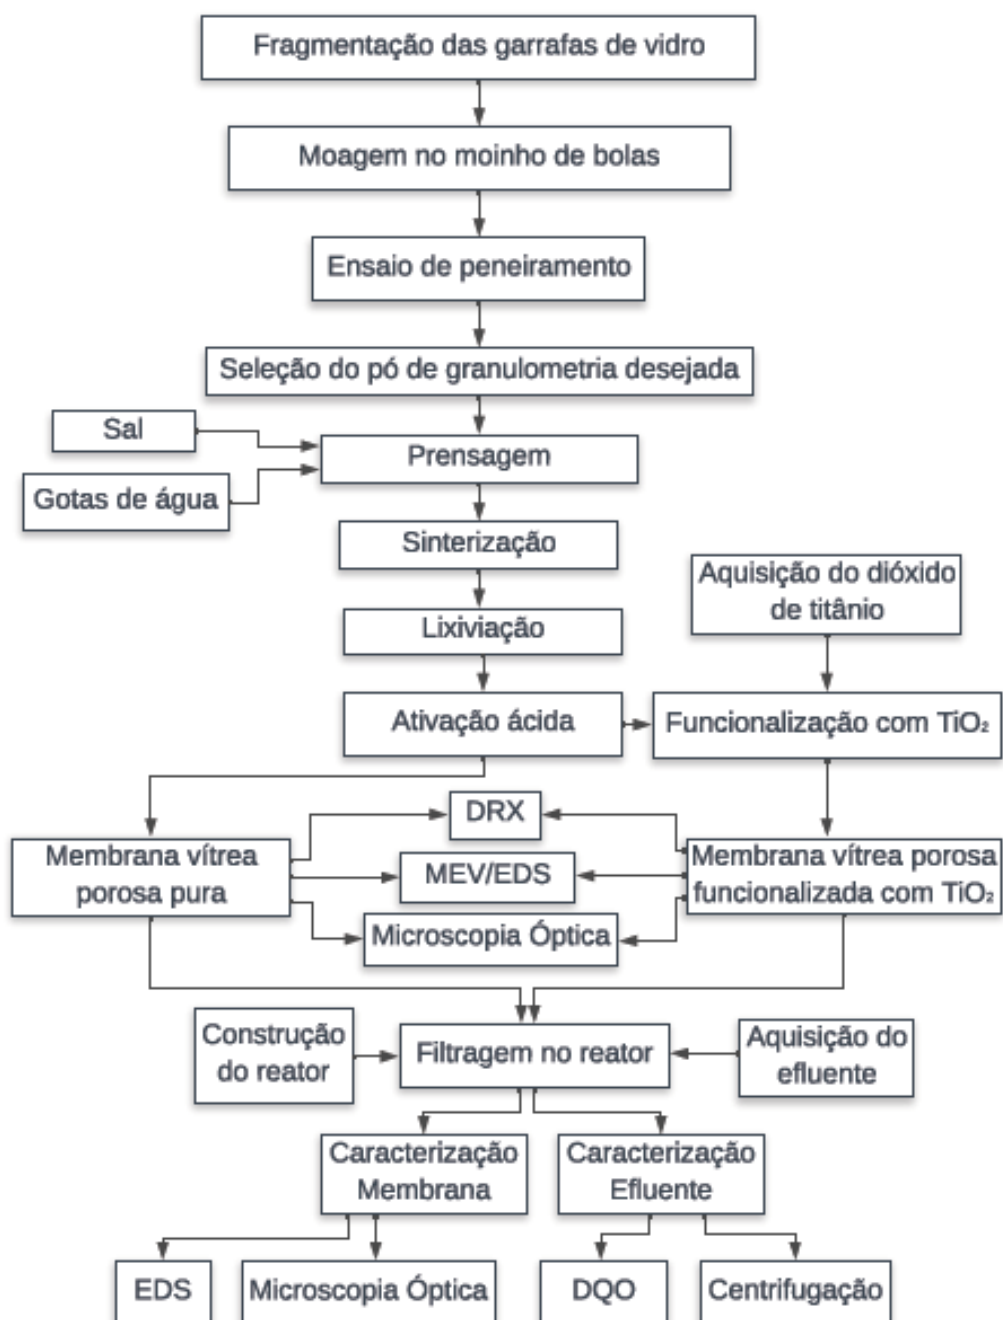 Fragmentação das garrafas de vidro
Moagem no moinho de bolas
Ensaio de peneiramento
Seleção do pó de granulometria desejada
Sal
Prensagem
Gotas de água
Sinterização
Aquisição do dióxido
de titânio
Lixiviação
Ativação ácida
Funcionalização com TiO₂
DRX
Membrana vítrea
porosa pura
MEV/EDS
Membrana vítrea porosa
funcionalizada com TiO₂
Microscopia Óptica
Construção
do reator
Filtragem no reator
Aquisição do
efluente
Caracterização
Membrana
Caracterização
Efluente
EDS
Microscopia Óptica
DQO
Centrifugação